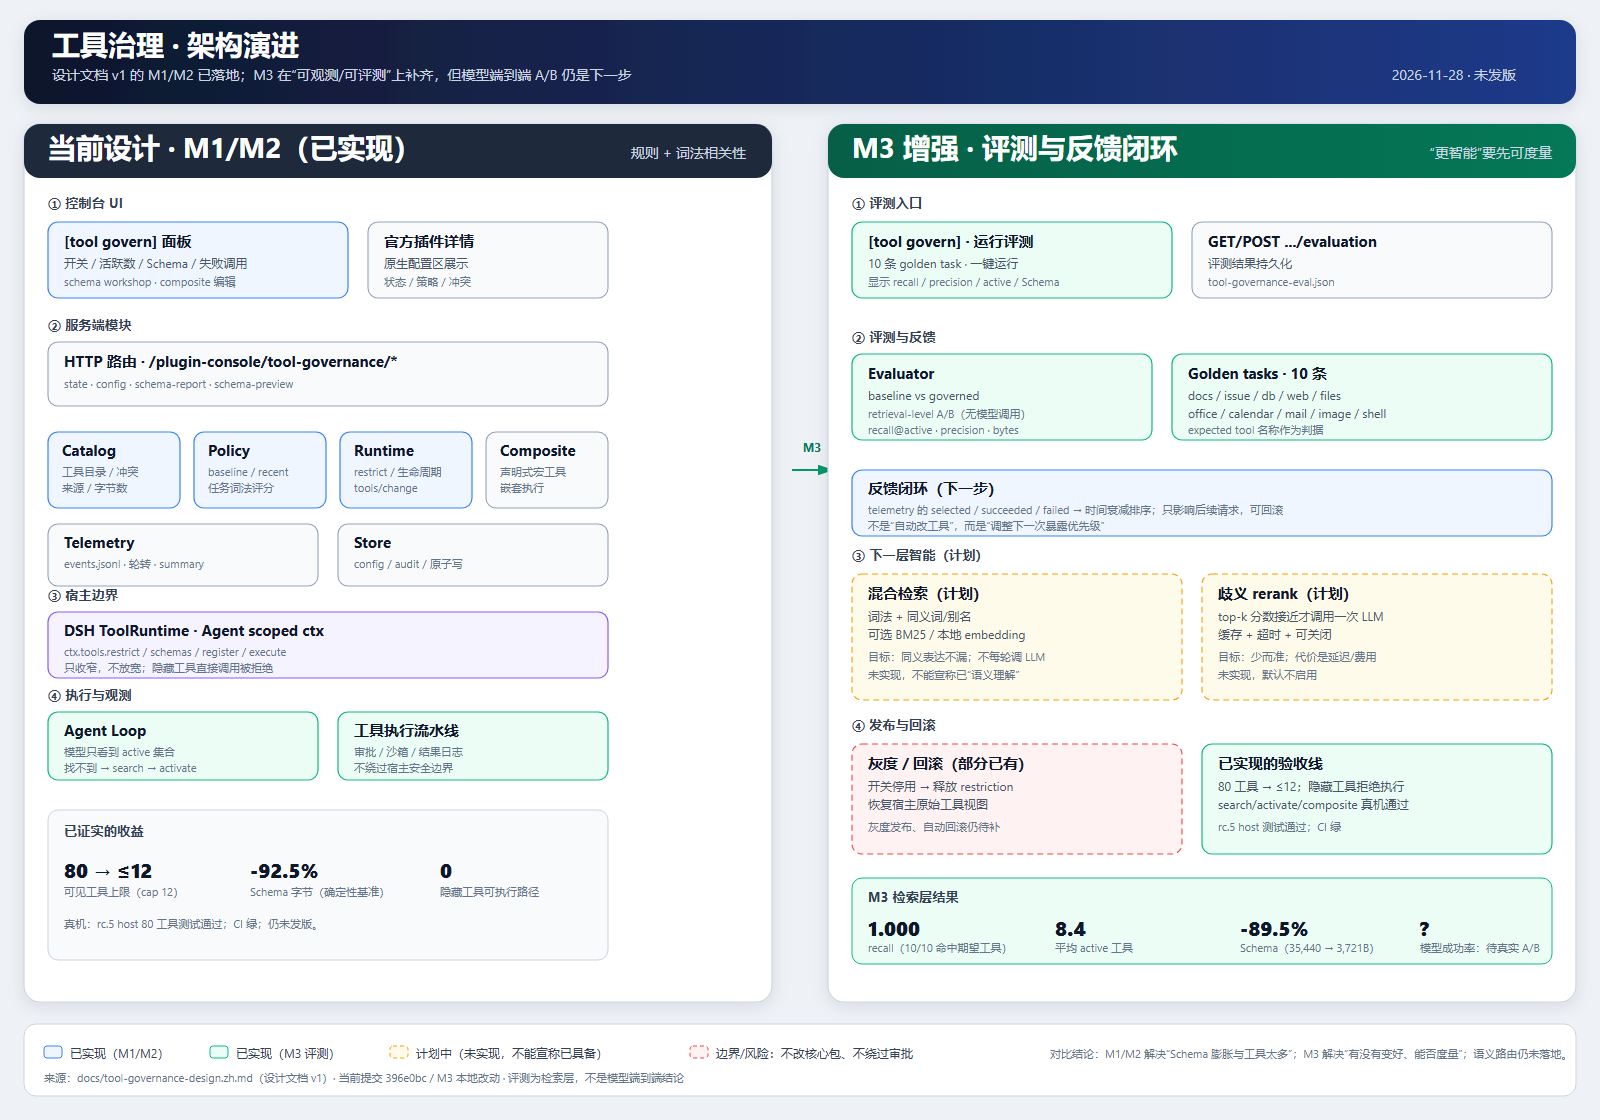 工具治理 · 架构演进
设计文档 v1 的 M1/M2 已落地；M3 在“可观测/可评测”上补齐，但模型端到端 A/B 仍是下一步
2026-11-28 · 未发版
当前设计 · M1/M2（已实现）
规则 + 词法相关性
① 控制台 UI
[tool govern] 面板
开关 / 活跃数 / Schema / 失败调用
schema workshop · composite 编辑
官方插件详情
原生配置区展示
状态 / 策略 / 冲突
② 服务端模块
HTTP 路由 · /plugin-console/tool-governance/*
state · config · schema-report · schema-preview
Catalog
工具目录 / 冲突
来源 / 字节数
Policy
baseline / recent
任务词法评分
Runtime
restrict / 生命周期
tools/change
Composite
声明式宏工具
嵌套执行
Telemetry
events.jsonl · 轮转 · summary
Store
config / audit / 原子写
③ 宿主边界
DSH ToolRuntime · Agent scoped ctx
ctx.tools.restrict / schemas / register / execute
只收窄，不放宽；隐藏工具直接调用被拒绝
④ 执行与观测
Agent Loop
模型只看到 active 集合
找不到 → search → activate
工具执行流水线
审批 / 沙箱 / 结果日志
不绕过宿主安全边界
已证实的收益
80 → ≤12
可见工具上限（cap 12）
-92.5%
Schema 字节（确定性基准）
0
隐藏工具可执行路径
真机：rc.5 host 80 工具测试通过；CI 绿；仍未发版。
M3
M3 增强 · 评测与反馈闭环
“更智能”要先可度量
① 评测入口
[tool govern] · 运行评测
10 条 golden task · 一键运行
显示 recall / precision / active / Schema
GET/POST .../evaluation
评测结果持久化
tool-governance-eval.json
② 评测与反馈
Evaluator
baseline vs governed
retrieval-level A/B（无模型调用）
recall@active · precision · bytes
Golden tasks · 10 条
docs / issue / db / web / files
office / calendar / mail / image / shell
expected tool 名称作为判据
反馈闭环（下一步）
telemetry 的 selected / succeeded / failed → 时间衰减排序；只影响后续请求，可回滚
不是“自动改工具”，而是“调整下一次暴露优先级”
③ 下一层智能（计划）
混合检索（计划）
词法 + 同义词/别名
可选 BM25 / 本地 embedding
目标：同义表达不漏；不每轮调 LLM
未实现，不能宣称已“语义理解”
歧义 rerank（计划）
top-k 分数接近才调用一次 LLM
缓存 + 超时 + 可关闭
目标：少而准；代价是延迟/费用
未实现，默认不启用
④ 发布与回滚
灰度 / 回滚（部分已有）
开关停用 → 释放 restriction
恢复宿主原始工具视图
灰度发布、自动回滚仍待补
已实现的验收线
80 工具 → ≤12；隐藏工具拒绝执行
search/activate/composite 真机通过
rc.5 host 测试通过；CI 绿
M3 检索层结果
1.000
recall（10/10 命中期望工具）
8.4
平均 active 工具
-89.5%
Schema（35,440 → 3,721B）
?
模型成功率：待真实 A/B
已实现（M1/M2）
已实现（M3 评测）
计划中（未实现，不能宣称已具备）
边界/风险：不改核心包、不绕过审批
对比结论：M1/M2 解决“Schema 膨胀与工具太多”；M3 解决“有没有变好、能否度量”；语义路由仍未落地。
来源：docs/tool-governance-design.zh.md（设计文档 v1）· 当前提交 396e0bc / M3 本地改动 · 评测为检索层，不是模型端到端结论